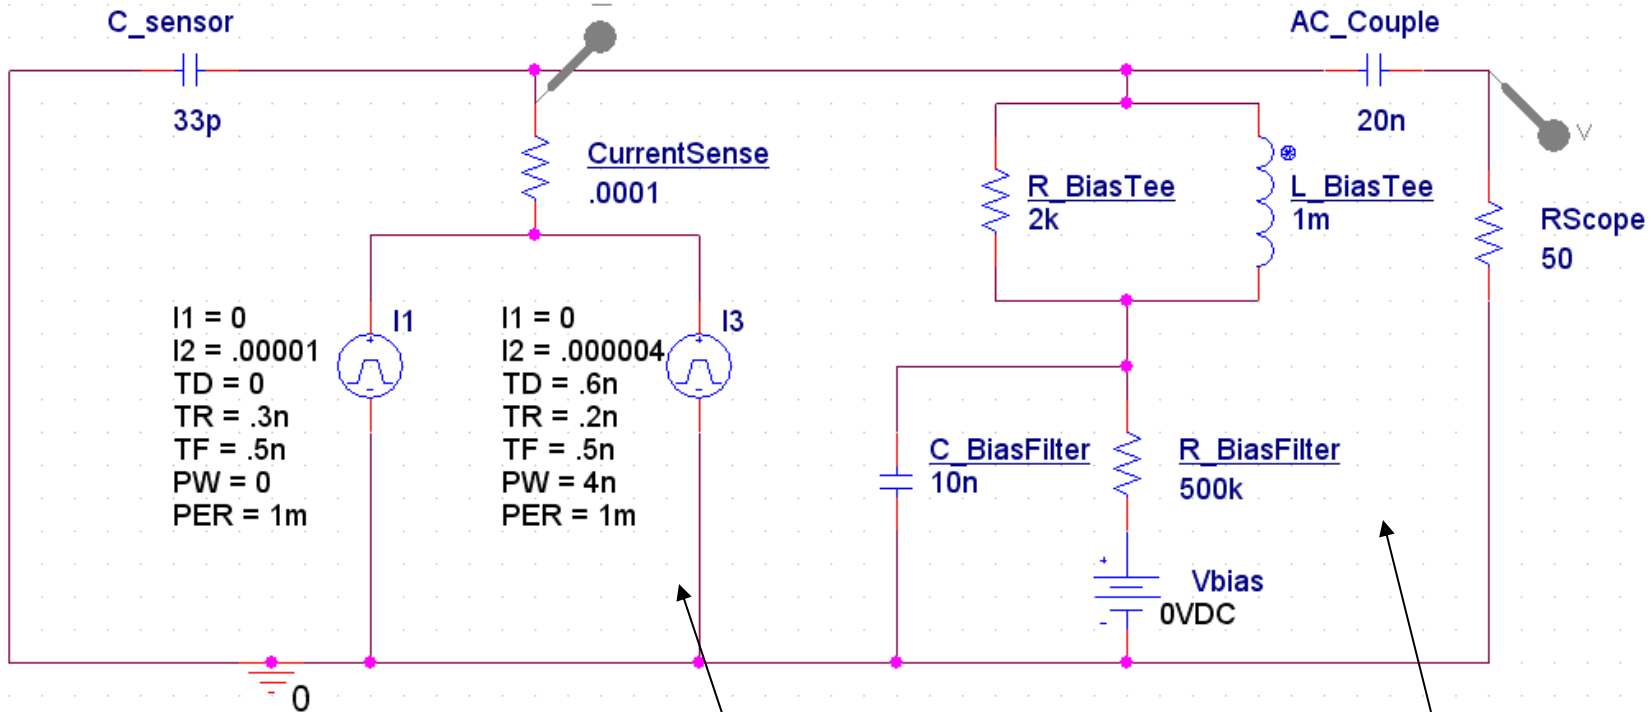 C_sensor
33p
AC_Couple
20n
V
CurrentSense
.0001
R_BiasTee
2k
L_BiasTee
1m
RScope
50
I1 = 0
I2 = .00001
TD = 0
TR = .3n
TF = .5n
PW = 0
PER = 1m
I1
I1 = 0
I2 = .000004
TD = .6n
TR = .2n
TF = .5n
PW = 4n
PER = 1m
I3
C_BiasFilter
10n
R_BiasFilter
500k
Vbias
0VDC
0